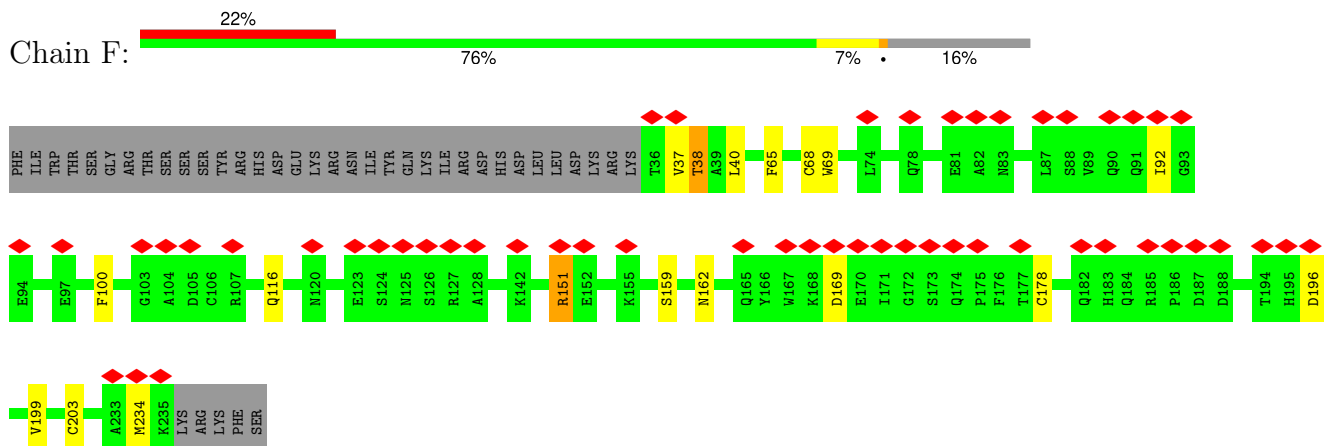 22%
Chain F:
76% 7% • 16%
PHE ILE TRP THR SER GLY ARG THR SER SER SER TYR ARG HIS ASP GLU LYS ARG ASN ILE TYR GLN LYS ILE ARG ASP HIS ASP LEU LEU ASP LYS ARG LYS T36 V37 T38 A39 L40 F65 C68 W69 L74 Q78 E81 A82 N83 L87 S88 V89 Q90 Q91 I92 G93
E94 E97 F100 G103 A104 D105 C106 R107 Q116 N120 E123 S124 N125 S126 R127 A128 K142 R151 E152 K155 S159 N162 Q165 Y166 W167 K168 D169 E170 I171 G172 S173 Q174 P175 F176 T177 C178 Q182 H183 Q184 R185 P186 D187 D188 T194 H195 D196
V199 C203 A233 M234 K235 LYS ARG LYS PHE SER